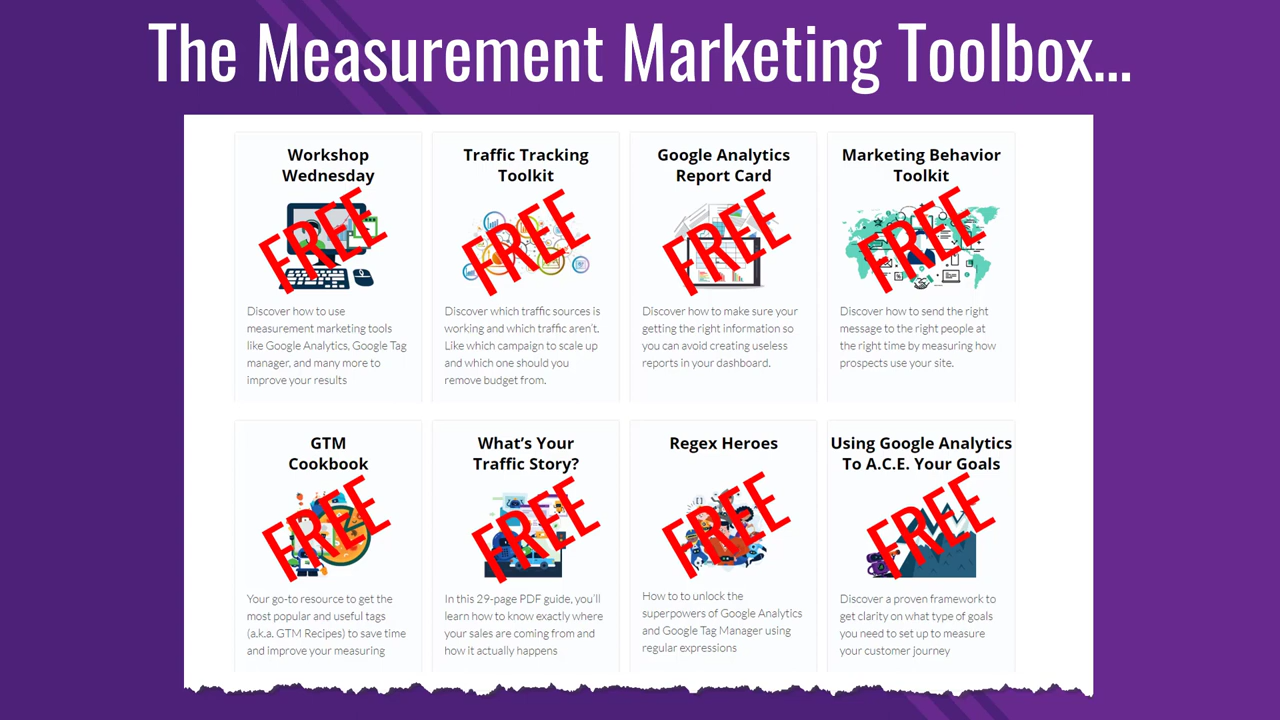 The Measurement Marketing Toolbox...
Workshop
Wednesday
FREE
Discover how to use
measurement marketing tools
like Google Analytics, Google Tag
manager, and many more to
improve your results
Traffic Tracking
Toolkit
FREE
Discover which traffic sources is
working and which traffic aren't.
Like which campaign to scale up
and which one should you
remove budget from.
Google Analytics
Report Card
FREE
Discover how to make sure your
getting the right information so
you can avoid creating useless
reports in your dashboard.
Marketing Behavior
Toolkit
FREE
Discover how to send the right
message to the right people at
the right time by measuring how
prospects use your site.
GTM
Cookbook
FREE
Your go-to resource to get the
most popular and useful tags
(a.k.a. GTM Recipes) to save time
and improve your measuring
What's Your
Traffic Story?
FREE
In this 29-page PDF guide, you'll
learn how to know exactly where
your sales are coming from and
how it actually happens
Regex Heroes
FREE
How to to unlock the
superpowers of Google Analytics
and Google Tag Manager using
regular expressions
Using Google Analytics
To A.C.E. Your Goals
FREE
Discover a proven framework to
get clarity on what type of goals
you need to set up to measure
your customer journey